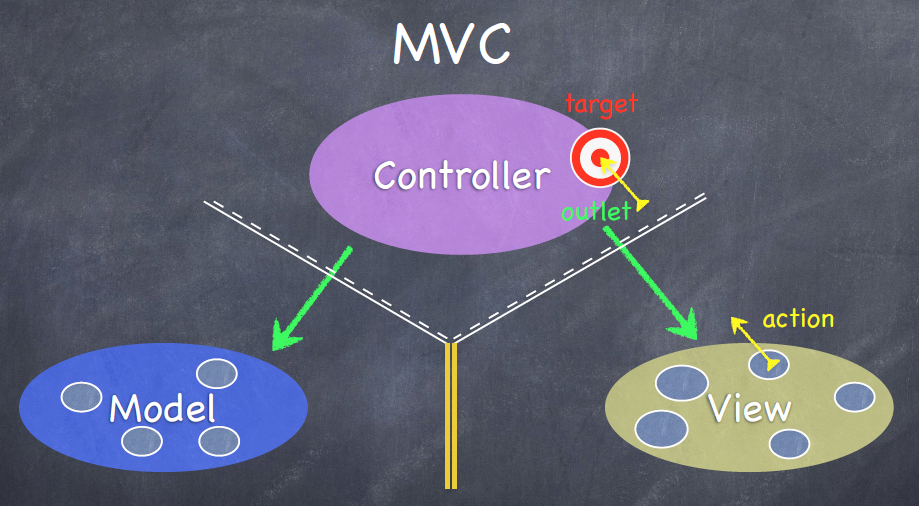 MVC
target
Controller
outlet
action
Model
View